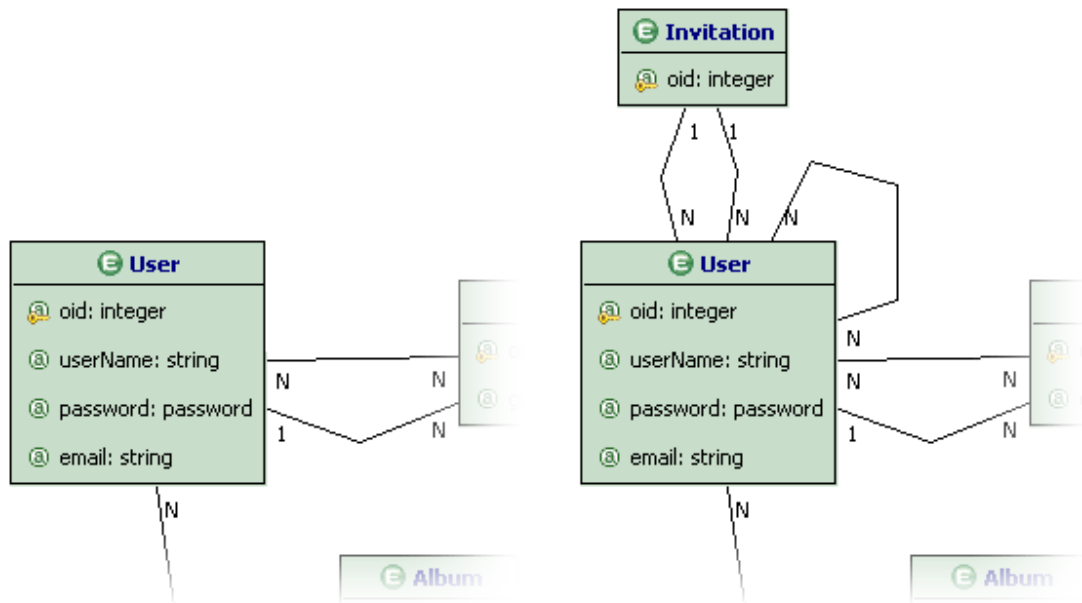 Invitation
oid: integer
1 1
N N N
User
oid: integer
userName: string
password: password
email: string
N N
1 N
N
Album
User
oid: integer
userName: string
password: password
email: string
N
N N
1 N
N
Album